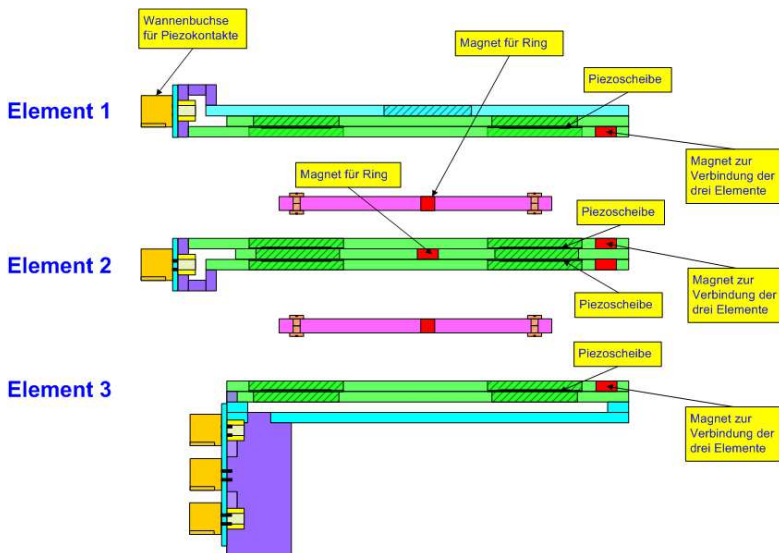 Wannenbuchse
für Piezokontakte
Magnet für Ring
Piezoscheibe
Element 1
Magnet zur
Verbindung der
drei Elemente
Magnet für Ring
Piezoscheibe
Element 2
Magnet zur
Verbindung der
drei Elemente
Piezoscheibe
Piezoscheibe
Element 3
Magnet zur
Verbindung der
drei Elemente